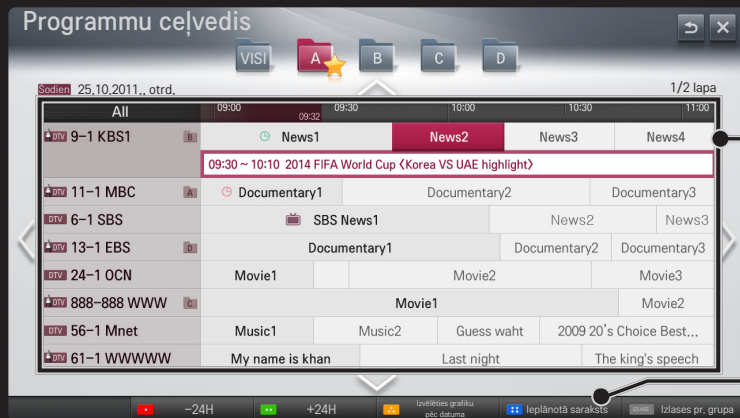 Programmu ceļvedis
VISI A B C D
Sodien 25.10.2011., otrd. 1/2 lapa
All 09:00 09:32 09:30 10:00 10:30 11:00
DTV 9-1 KBS1 B News1 News2 News3 News4
09:30 ~ 10:10 2014 FIFA World Cup 〈Korea VS UAE highlight〉
DTV 11-1 MBC A Documentary1 Documentary2 Documentary3
DTV 6-1 SBS SBS News1 News2 News3
DTV 13-1 EBS D Documentary1 Documentary2 Documentary3
DTV 24-1 OCN Movie1 Movie2 Movie3
DTV 888-888 WWW C Movie1 Movie2
DTV 56-1 Mnet Music1 Music2 Guess waht 2009 20's Choice Best...
DTV 61-1 WWWWW My name is khan Last night The king's speech
-24H +24H Izvēlēties grafiku pēc datuma Ieplānotā saraksts IZLASE Izlases pr. grupa